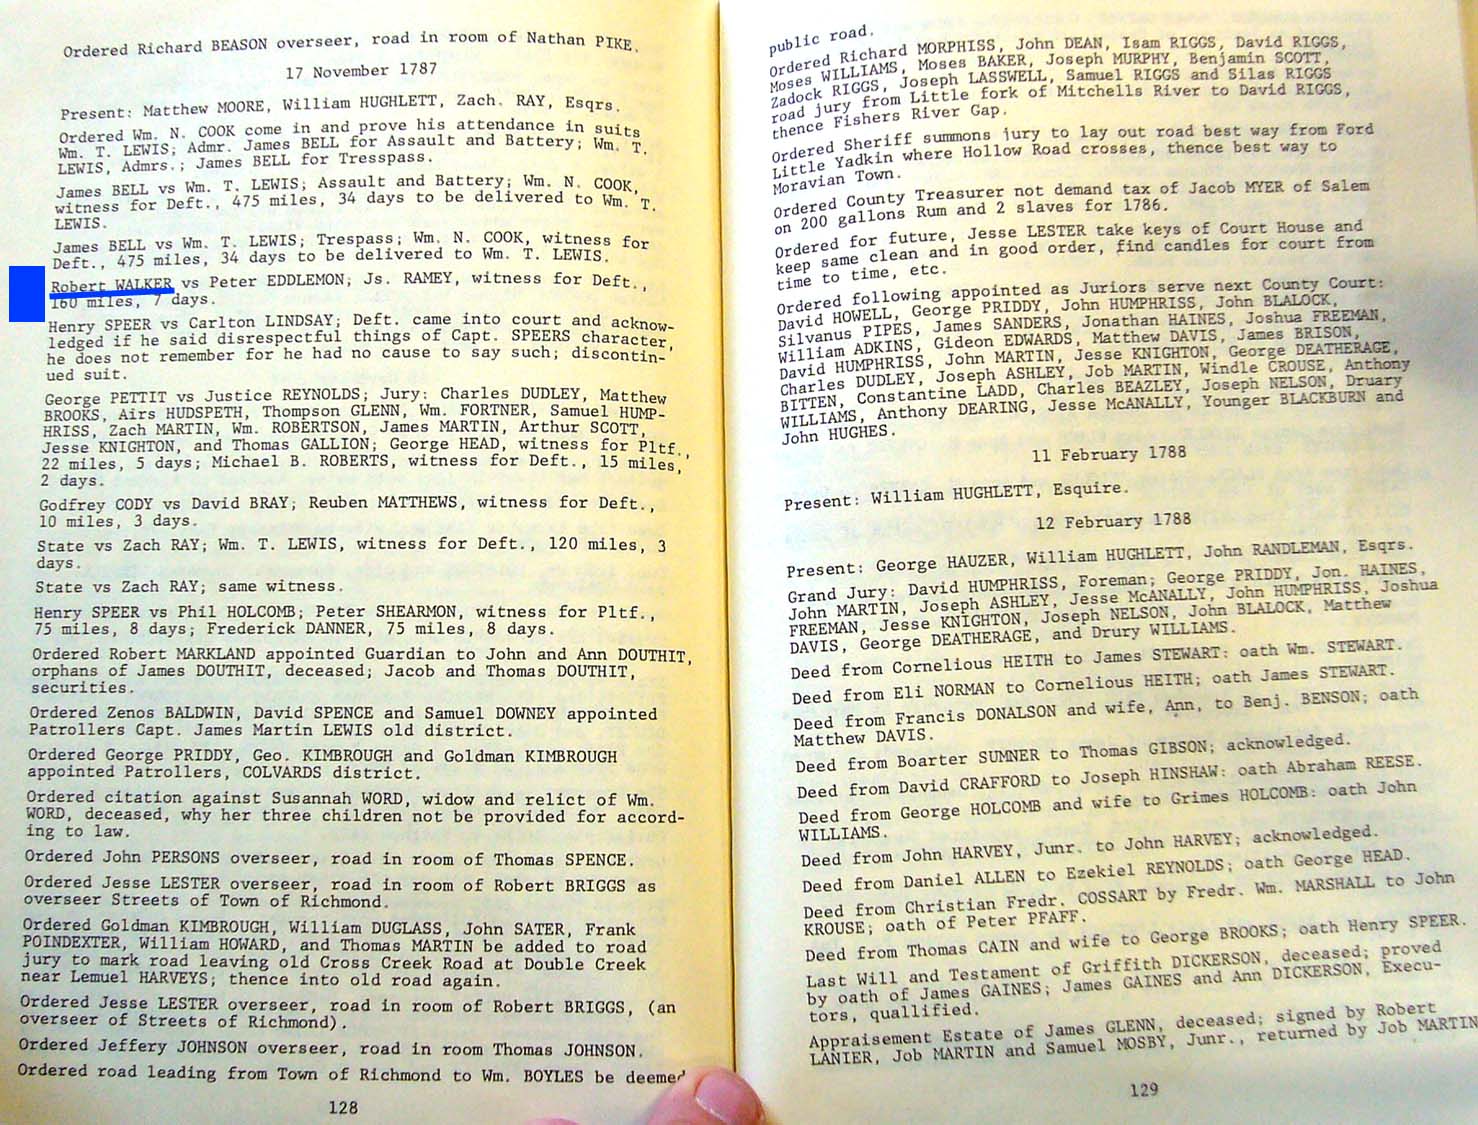 Ordered Richard BEASON overseer, road in room of Nathan PIKE.
17 November 1787
Present: Matthew MOORE, William HUGHLETT, Zach. RAY, Esqrs.
Ordered Wm. N. COOK come in and prove his attendance in suits
Wm. T. LEWIS; Admr. James BELL for Assault and Battery; Wm. T.
LEWIS, Admrs.; James BELL for Tresspass.
James BELL vs Wm. T. LEWIS; Assault and Battery; Wm. N. COOK,
witness for Deft., 475 miles, 34 days to be delivered to Wm. T.
LEWIS.
James BELL vs Wm. T. LEWIS; Trespass; Wm. N. COOK, witness for
Deft., 475 miles, 34 days to be delivered to Wm. T. LEWIS.
Robert WALKER vs Peter EDDLEMON; Js. RAMEY, witness for Deft.,
160 miles, 7 days.
Henry SPEER vs Carlton LINDSAY; Deft. came into court and acknow-
ledged if he said disrespectful things of Capt. SPEERS character,
he does not remember for he had no cause to say such; discontin-
ued suit.
George PETTIT vs Justice REYNOLDS; Jury: Charles DUDLEY, Matthew
BROOKS, Airs HUDSPETH, Thompson GLENN, Wm. FORTNER, Samuel HUMP-
HRISS, Zach MARTIN, Wm. ROBERTSON, James MARTIN, Arthur SCOTT,
Jesse KNIGHTON, and Thomas GALLION; George HEAD, witness for Pltf.,
22 miles, 5 days; Michael B. ROBERTS, witness for Deft., 15 miles,
2 days.
Godfrey CODY vs David BRAY; Reuben MATTHEWS, witness for Deft.,
10 miles, 3 days.
State vs Zach RAY; Wm. T. LEWIS, witness for Deft., 120 miles, 3
days.
State vs Zach RAY; same witness.
Henry SPEER vs Phil HOLCOMB; Peter SHEARMON, witness for Pltf.,
75 miles, 8 days; Frederick DANNER, 75 miles, 8 days.
Ordered Robert MARKLAND appointed Guardian to John and Ann DOUTHIT,
orphans of James DOUTHIT, deceased; Jacob and Thomas DOUTHIT,
securities.
Ordered Zenos BALDWIN, David SPENCE and Samuel DOWNEY appointed
Patrollers Capt. James Martin LEWIS old district.
Ordered George PRIDDY, Geo. KIMBROUGH and Goldman KIMBROUGH
appointed Patrollers, COLVARDS district.
Ordered citation against Susannah WORD, widow and relict of Wm.
WORD, deceased, why her three children not be provided for accord-
ing to law.
Ordered John PERSONS overseer, road in room of Thomas SPENCE.
Ordered Jesse LESTER overseer, road in room of Robert BRIGGS as
overseer Streets of Town of Richmond.
Ordered Goldman KIMBROUGH, William DUGLASS, John SATER, Frank
POINDEXTER, William HOWARD, and Thomas MARTIN be added to road
jury to mark road leaving old Cross Creek Road at Double Creek
near Lemuel HARVEYS; thence into old road again.
Ordered Jesse LESTER overseer, road in room of Robert BRIGGS, (an
overseer of Streets of Richmond).
Ordered Jeffery JOHNSON overseer, road in room Thomas JOHNSON.
Ordered road leading from Town of Richmond to Wm. BOYLES be deemed
128
public road.
Ordered Richard MORPHISS, John DEAN, Isam RIGGS, David RIGGS,
Moses WILLIAMS, Moses BAKER, Joseph MURPHY, Benjamin SCOTT,
Zadock RIGGS, Joseph LASSWELL, Samuel RIGGS and Silas RIGGS
road jury from Little fork of Mitchells River to David RIGGS,
thence Fishers River Gap.
Ordered Sheriff summons jury to lay out road best way from Ford
Little Yadkin where Hollow Road crosses, thence best way to
Moravian Town.
Ordered County Treasurer not demand tax of Jacob MYER of Salem
on 200 gallons Rum and 2 slaves for 1786.
Ordered for future, Jesse LESTER take keys of Court House and
keep same clean and in good order, find candles for court from
time to time, etc.
Ordered following appointed as Juriors serve next County Court:
David HOWELL, George PRIDDY, John HUMPHRISS, John BLALOCK,
Silvanus PIPES, James SANDERS, Jonathan HAINES, Joshua FREEMAN,
William ADKINS, Gideon EDWARDS, Matthew DAVIS, James BRISON,
David HUMPHRISS, John MARTIN, Jesse KNIGHTON, George DEATHERAGE,
Charles DUDLEY, Joseph ASHLEY, Job MARTIN, Windle CROUSE, Anthony
BITTEN, Constantine LADD, Charles BEAZLEY, Joseph NELSON, Druary
WILLIAMS, Anthony DEARING, Jesse McANALLY, Younger BLACKBURN and
John HUGHES.
11 February 1788
Present: William HUGHLETT, Esquire.
12 February 1788
Present: George HAUZER, William HUGHLETT, John RANDLEMAN, Esqrs.
Grand Jury: David HUMPHRISS, Foreman; George PRIDDY, Jon. HAINES,
John MARTIN, Joseph ASHLEY, Jesse McANALLY, John HUMPHRISS, Joshua
FREEMAN, Jesse KNIGHTON, Joseph NELSON, John BLALOCK, Matthew
DAVIS, George DEATHERAGE, and Drury WILLIAMS.
Deed from Cornelious HEITH to James STEWART: oath Wm. STEWART.
Deed from Eli NORMAN to Cornelious HEITH; oath James STEWART.
Deed from Francis DONALSON and wife, Ann, to Benj. BENSON; oath
Matthew DAVIS.
Deed from Boarter SUMNER to Thomas GIBSON; acknowledged.
Deed from David CRAFFORD to Joseph HINSHAW: oath Abraham REESE.
Deed from George HOLCOMB and wife to Grimes HOLCOMB: oath John
WILLIAMS.
Deed from John HARVEY, Junr. to John HARVEY; acknowledged.
Deed from Daniel ALLEN to Ezekiel REYNOLDS; oath George HEAD.
Deed from Christian Fredr. COSSART by Fredr. Wm. MARSHALL to John
KROUSE; oath of Peter PFAFF.
Deed from Thomas CAIN and wife to George BROOKS; oath Henry SPEER.
Last Will and Testament of Griffith DICKERSON, deceased; proved
by oath of James GAINES; James GAINES and Ann DICKERSON, Execu-
tors, quallified.
Appraisement Estate of James GLENN, deceased; signed by Robert
LANIER, Job MARTIN and Samuel MOSBY, Junr., returned by Job MARTIN
129